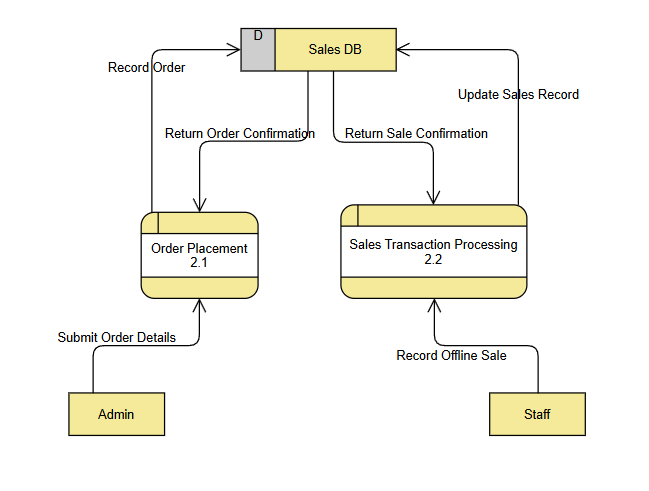 D
Sales DB
Record Order
Update Sales Record
Return Order Confirmation
Return Sale Confirmation
Order Placement
2.1
Sales Transaction Processing
2.2
Submit Order Details
Record Offline Sale
Admin
Staff